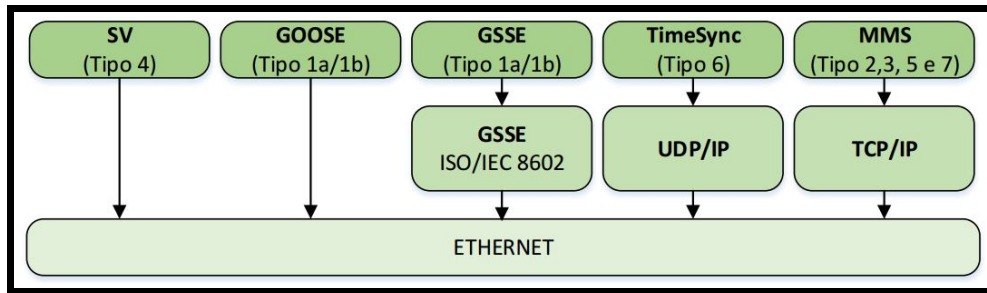 SV
(Tipo 4)
GOOSE
(Tipo 1a/1b)
GSSE
(Tipo 1a/1b)
TimeSync
(Tipo 6)
MMS
(Tipo 2,3, 5 e 7)
GSSE
ISO/IEC 8602
UDP/IP
TCP/IP
ETHERNET